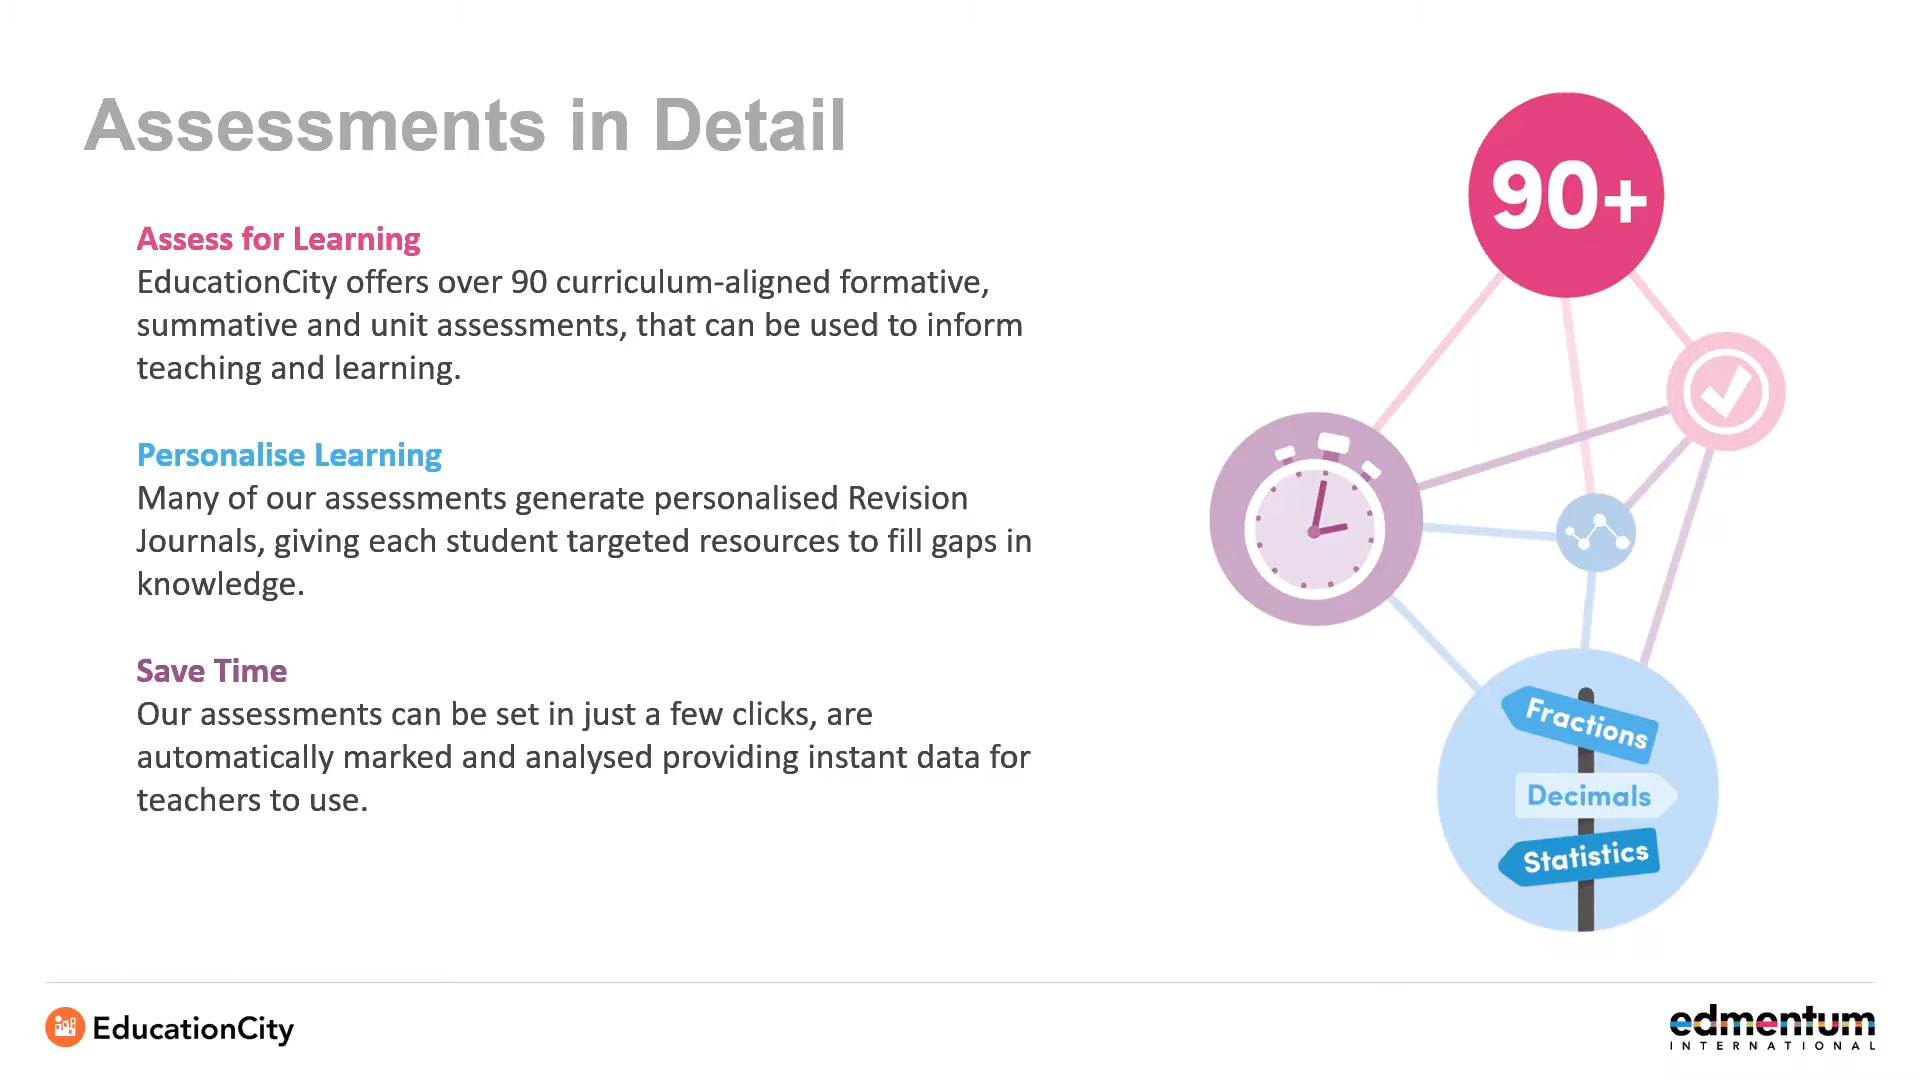 Assessments in Detail
Assess for Learning
EducationCity offers over 90 curriculum-aligned formative,
summative and unit assessments, that can be used to inform
teaching and learning.
Personalise Learning
Many of our assessments generate personalised Revision
Journals, giving each student targeted resources to fill gaps in
knowledge.
Save Time
Our assessments can be set in just a few clicks, are
automatically marked and analysed providing instant data for
teachers to use.
90+
Fractions
Decimals
Statistics
EducationCity
edmentum
INTERNATIONAL